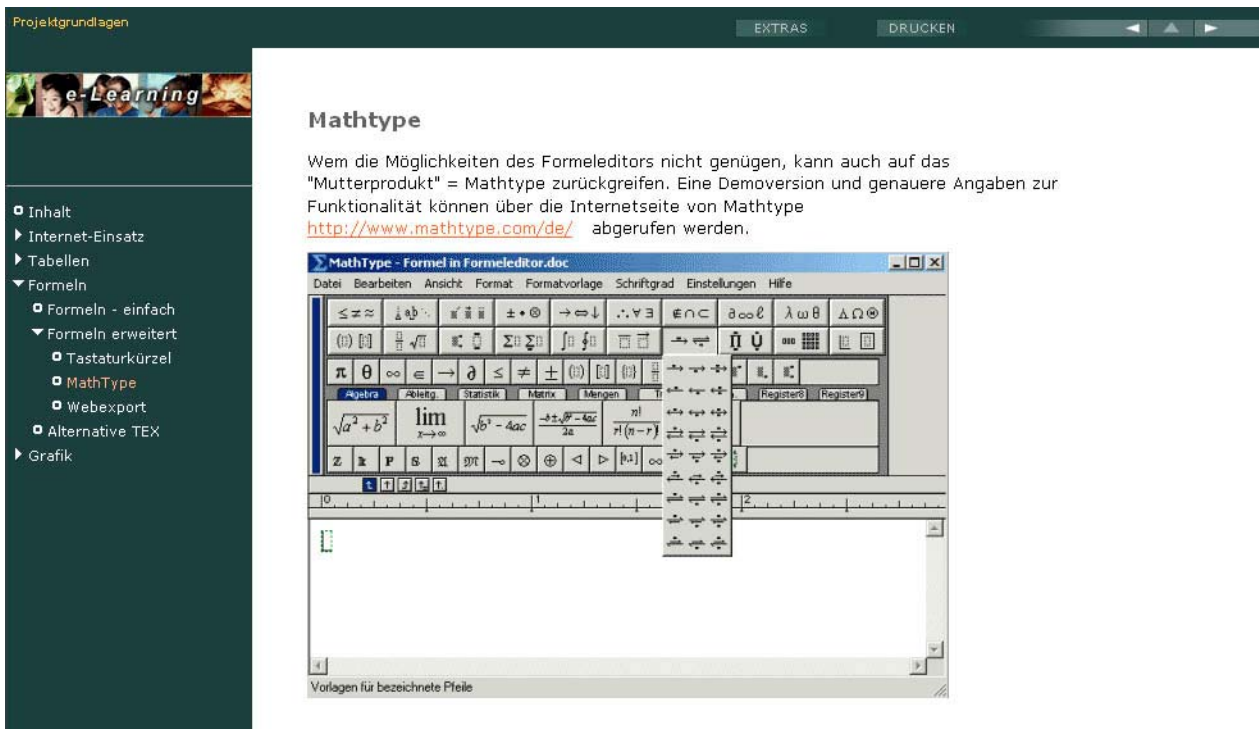 Projektgrundlagen
EXTRAS
DRUCKEN
e-Learning
Inhalt
Internet-Einsatz
Tabellen
Formeln
Formeln - einfach
Formeln erweitert
Tastaturkürzel
MathType
Webexport
Alternative TEX
Grafik
Mathtype
Wem die Möglichkeiten des Formeleditors nicht genügen, kann auch auf das
"Mutterprodukt" = Mathtype zurückgreifen. Eine Demoversion und genauere Angaben zur
Funktionalität können über die Internetseite von Mathtype
http://www.mathtype.com/de/ abgerufen werden.
MathType - Formel in Formeleditor.doc
Datei Bearbeiten Ansicht Format Formatvorlage Schriftgrad Einstellungen Hilfe
Algebra Ableitg. Statistik Matrix Mengen Register8 Register9
0 1 2
Vorlagen für bezeichnete Pfeile